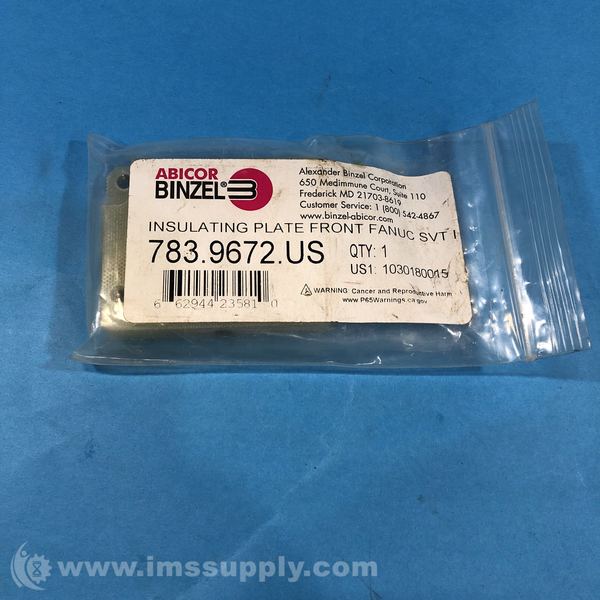 ABICOR
BINZEL®
Alexander Binzel Corporation
650 Medimmune Court, Suite 110
Frederick MD 21703-8619
Customer Service: 1 (800) 542-4867
www.binzel-abicor.com
INSULATING PLATE FRONT FANUC SVT
783.9672.US
QTY: 1
US1: 1030180015
6 62944 23581 0
WARNING: Cancer and Reproductive Harm
www.P65Warnings.ca.gov
www.imssupply.com